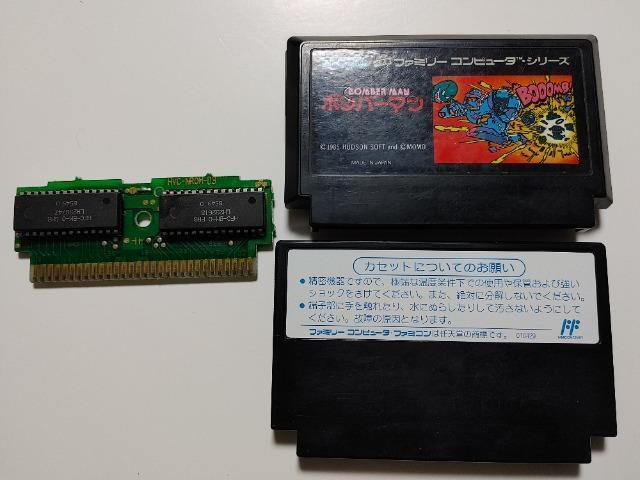 HVC-NROM-03
ファミリー コンピュータ™シリーズ
BOMBER MAN
ボンバーマン
BOOOMB!
© 1985 HUDSON SOFT and © MOMO
MADE IN JAPAN
カセットについてのお願い
●精密機器ですので、極端な温度条件下での使用や保管および強い
ショックをさけてください。また、絶対に分解しないでください。
●端子部に手を触れたり、水にぬらしたりして汚さないようにして
ください。故障の原因となります。
ファミリー コンピュータ・ファミコンは任天堂の商標です。